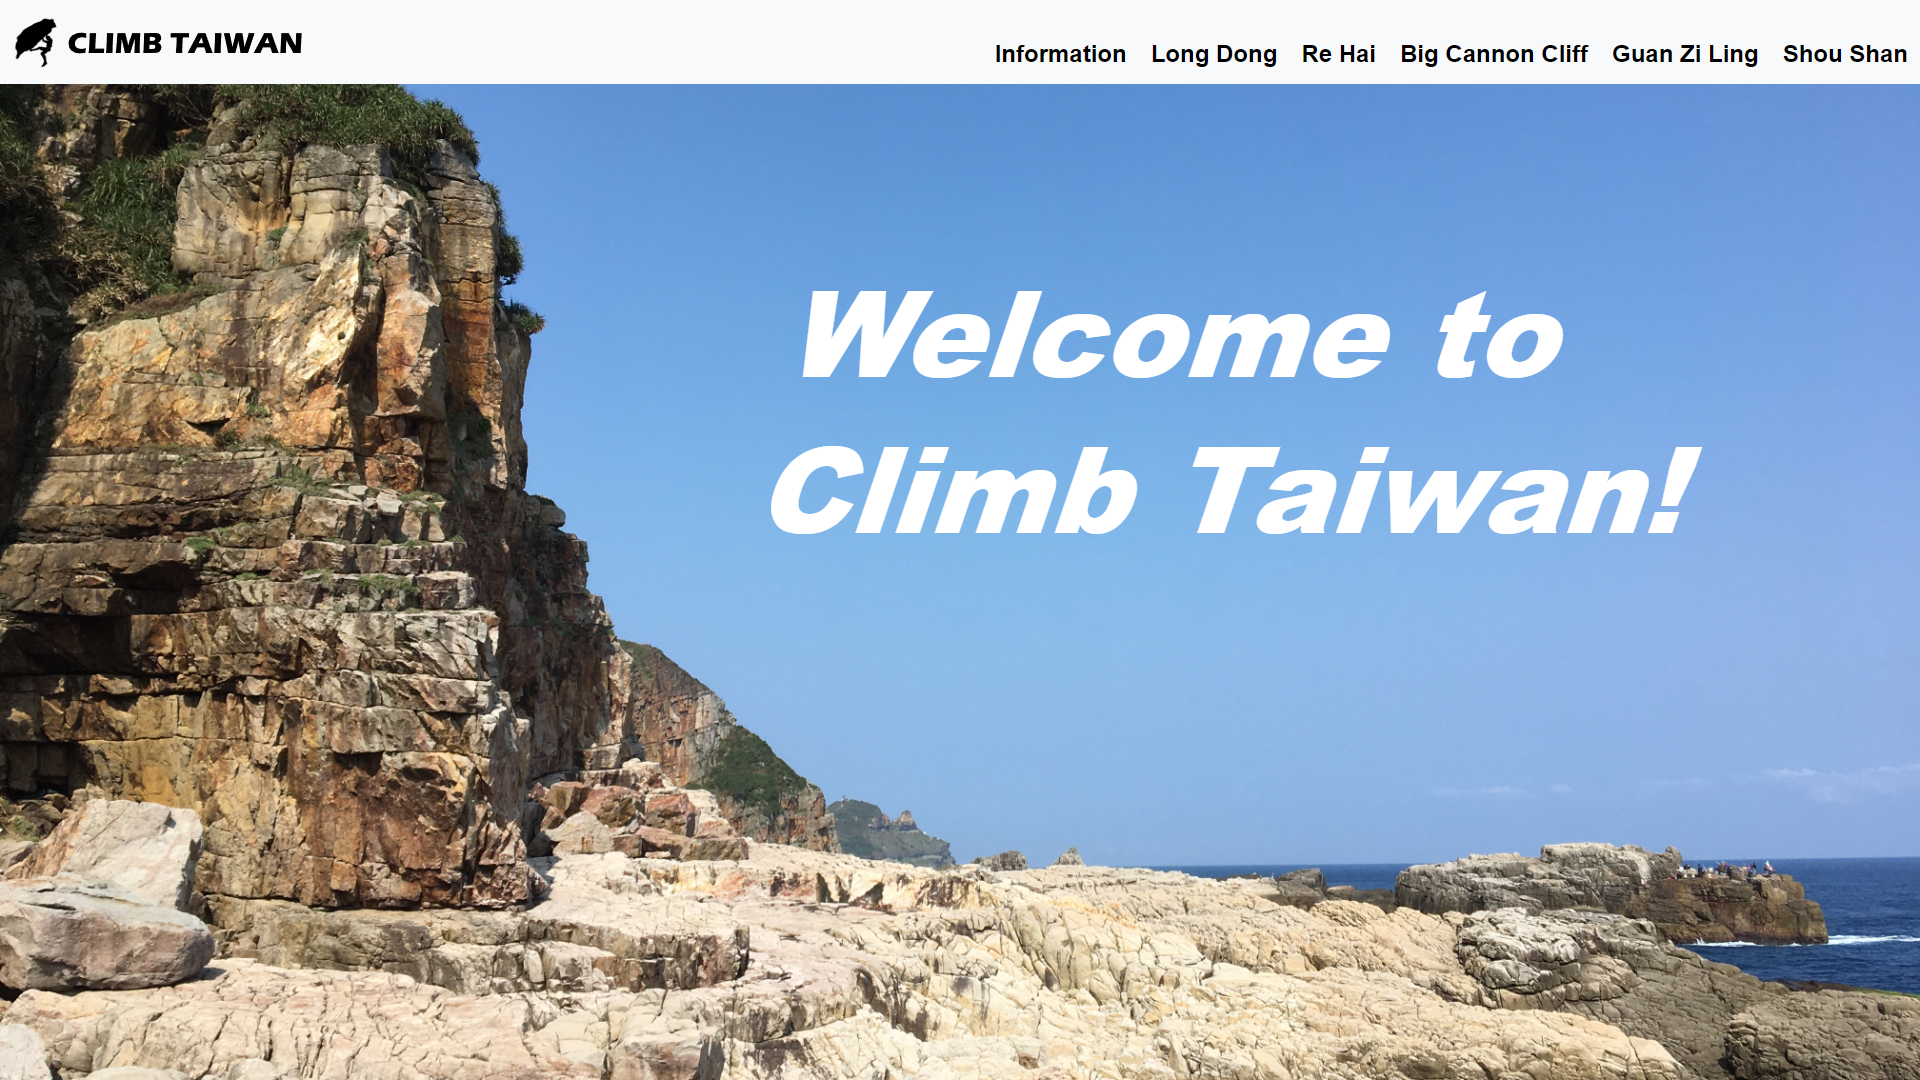 CLIMB TAIWAN
Information Long Dong Re Hai Big Cannon Cliff Guan Zi Ling Shou Shan
Welcome to
Climb Taiwan!